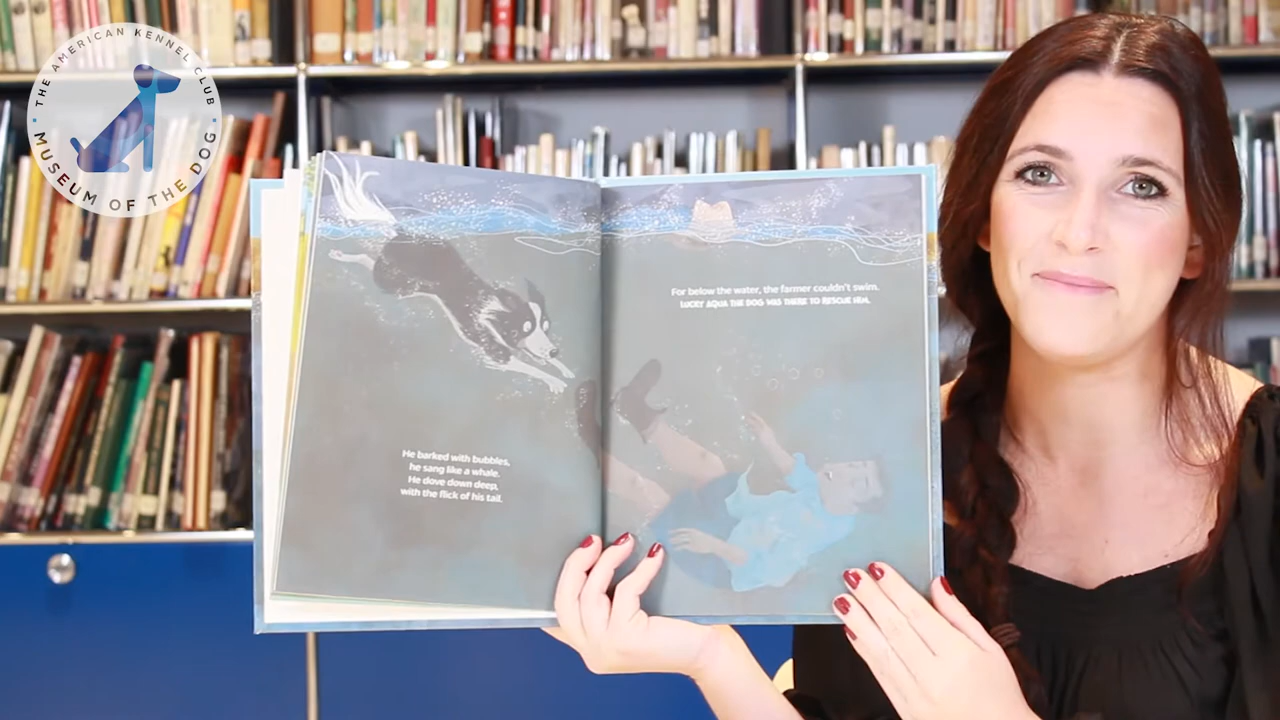 THE AMERICAN KENNEL CLUB
MUSEUM OF THE DOG
He barked with bubbles,
he sang like a whale.
He dove down deep,
with the flick of his tail.
For below the water, the farmer couldn't swim.
LUCKY AQUA THE DOG WAS THERE TO RESCUE HIM.